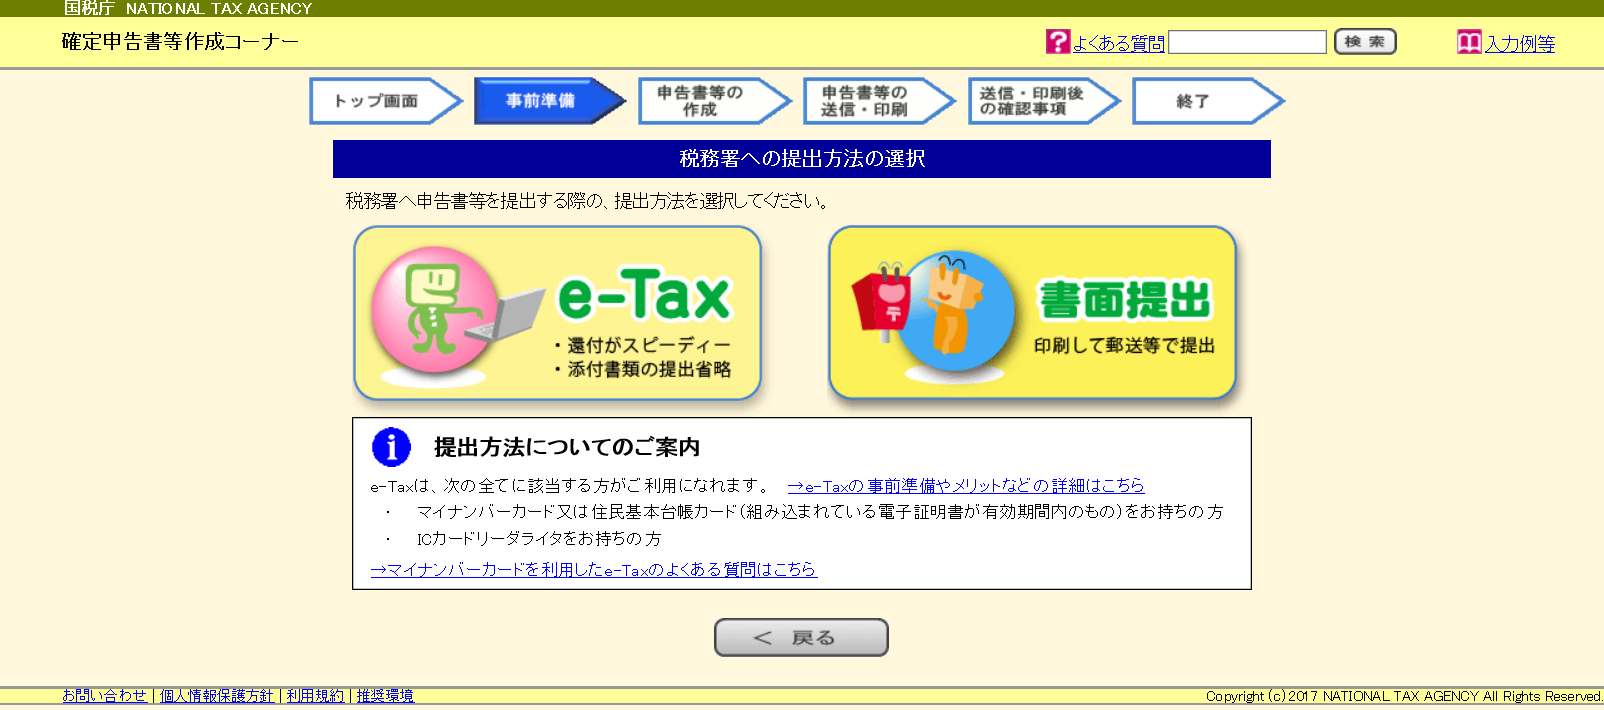 国税庁 NATIONAL TAX AGENCY
確定申告書等作成コーナー
よくある質問 検 索 入力例等
トップ画面
事前準備
申告書等の
作成
申告書等の
送信・印刷
送信・印刷後
の確認事項
終了
税務署への提出方法の選択
税務署へ申告書等を提出する際の、提出方法を選択してください。
e-Tax
・還付がスピーディー
・添付書類の提出省略
〒
書面提出
印刷して郵送等で提出
i 提出方法についてのご案内
e-Taxは、次の全てに該当する方がご利用になれます。 →e-Taxの事前準備やメリットなどの詳細はこちら
・ マイナンバーカード又は住民基本台帳カード(組み込まれている電子証明書が有効期間内のもの)をお持ちの方
・ ICカードリーダライタをお持ちの方
→マイナンバーカードを利用したe-Taxのよくある質問はこちら
＜ 戻る
お問い合わせ | 個人情報保護方針 | 利用規約 | 推奨環境
Copyright (c) 2017 NATIONAL TAX AGENCY All Rights Reserved.